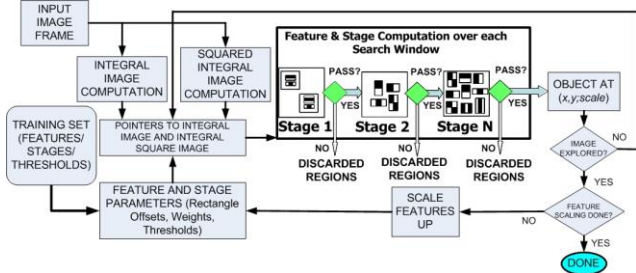 INPUT
IMAGE
FRAME
INTEGRAL
IMAGE
COMPUTATION
SQUARED
INTEGRAL
IMAGE
COMPUTATION
Feature & Stage Computation over each
Search Window
PASS?
YES
PASS?
YES
PASS?
YES
Stage 1
Stage 2
Stage N
NO
NO
NO
DISCARDED
REGIONS
DISCARDED
REGIONS
DISCARDED
REGIONS
OBJECT AT
(x,y;scale)
TRAINING SET
(FEATURES/
STAGES/
THRESHOLDS)
POINTERS TO INTEGRAL
IMAGE AND INTEGRAL
SQUARE IMAGE
IMAGE
EXPLORED?
NO
YES
FEATURE AND STAGE
PARAMETERS (Rectangle
Offsets, Weights,
Thresholds)
SCALE
FEATURES
UP
NO
FEATURE
SCALING DONE?
YES
DONE